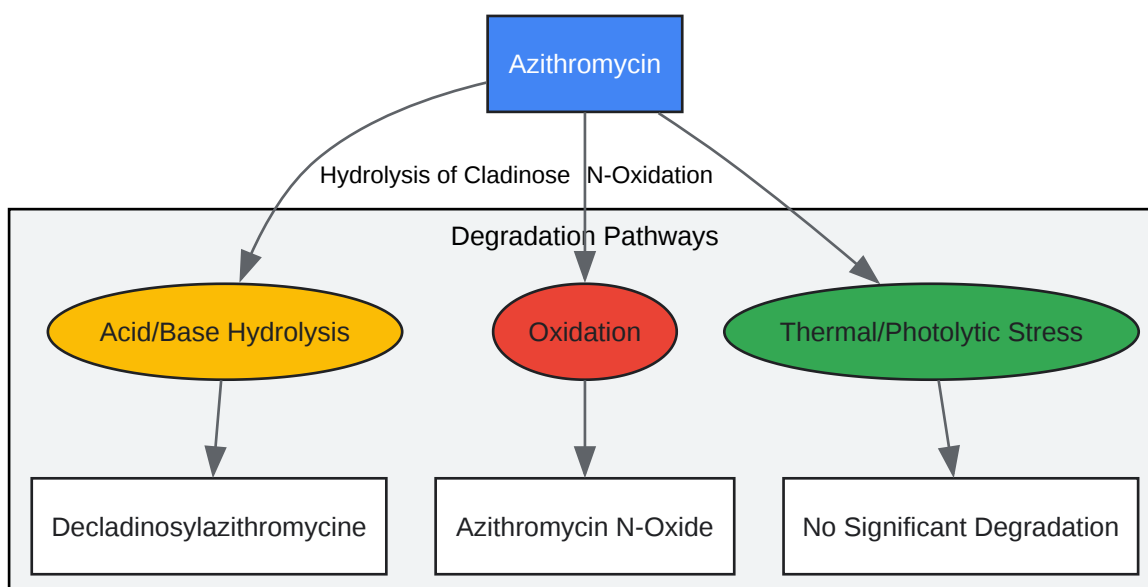 Azithromycin
Hydrolysis of Cladinose
N-Oxidation
Degradation Pathways
Acid/Base Hydrolysis
Oxidation
Thermal/Photolytic Stress
Decladinosylazithromycine
Azithromycin N-Oxide
No Significant Degradation